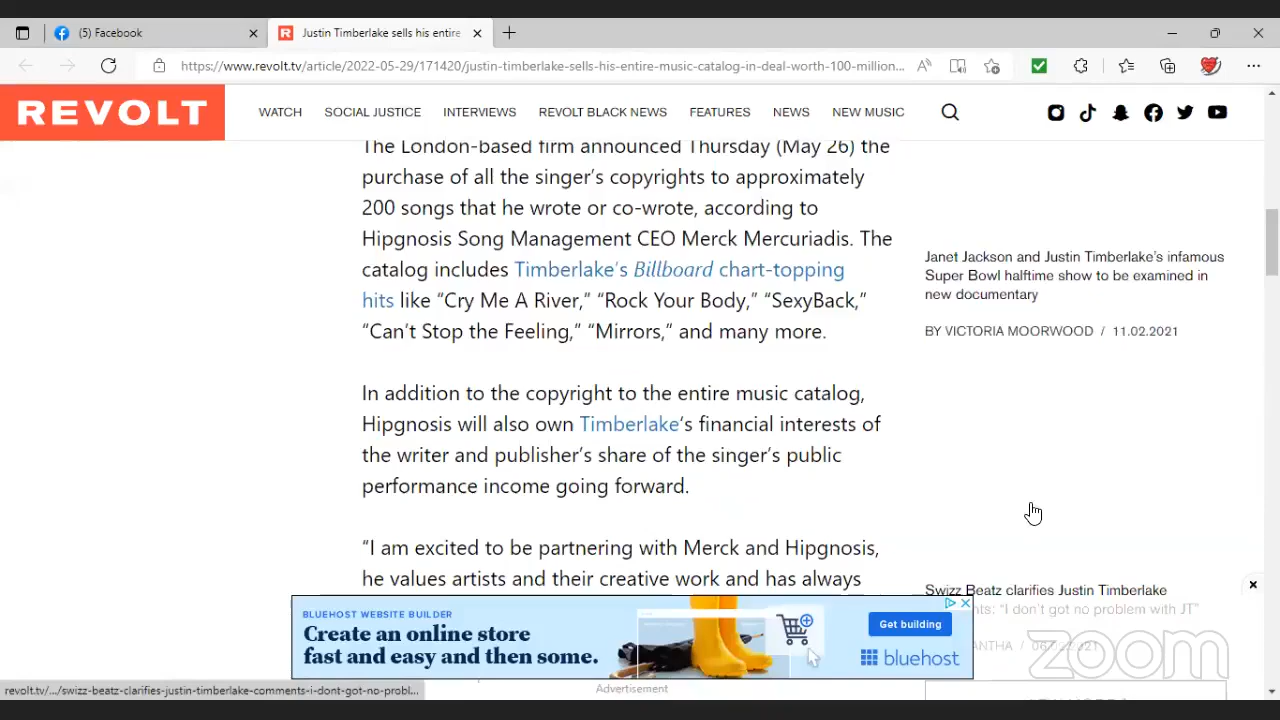 (5) Facebook
Justin Timberlake sells his entire
https://www.revolt.tv/article/2022-05-29/171420/justin-timberlake-sells-his-entire-music-catalog-in-deal-worth-100-million...
REVOLT
WATCH SOCIAL JUSTICE INTERVIEWS REVOLT BLACK NEWS FEATURES NEWS NEW MUSIC
The London-based firm announced Thursday (May 26) the
purchase of all the singer’s copyrights to approximately
200 songs that he wrote or co-wrote, according to
Hipgnosis Song Management CEO Merck Mercuriadis. The
catalog includes Timberlake’s Billboard chart-topping
hits like “Cry Me A River,” “Rock Your Body,” “SexyBack,”
“Can’t Stop the Feeling,” “Mirrors,” and many more.
In addition to the copyright to the entire music catalog,
Hipgnosis will also own Timberlake‘s financial interests of
the writer and publisher’s share of the singer’s public
performance income going forward.
“I am excited to be partnering with Merck and Hipgnosis,
he values artists and their creative work and has always
Janet Jackson and Justin Timberlake’s infamous
Super Bowl halftime show to be examined in
new documentary
BY VICTORIA MOORWOOD / 11.02.2021
Swizz Beatz clarifies Justin Timberlake
“I don’t got no problem with JT”
zoom
BLUEHOST WEBSITE BUILDER
Create an online store
fast and easy and then some.
Get building
bluehost
Advertisement
revolt.tv/.../swizz-beatz-clarifies-justin-timberlake-comments-i-dont-got-no-probl...